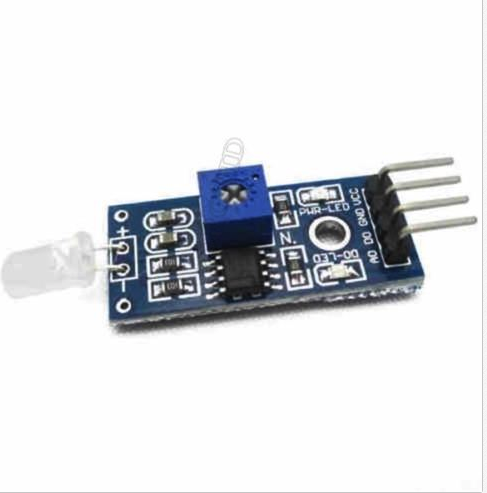 +
PWR-LED
N.
VCC
GND
DO
AO
DO-LED
-